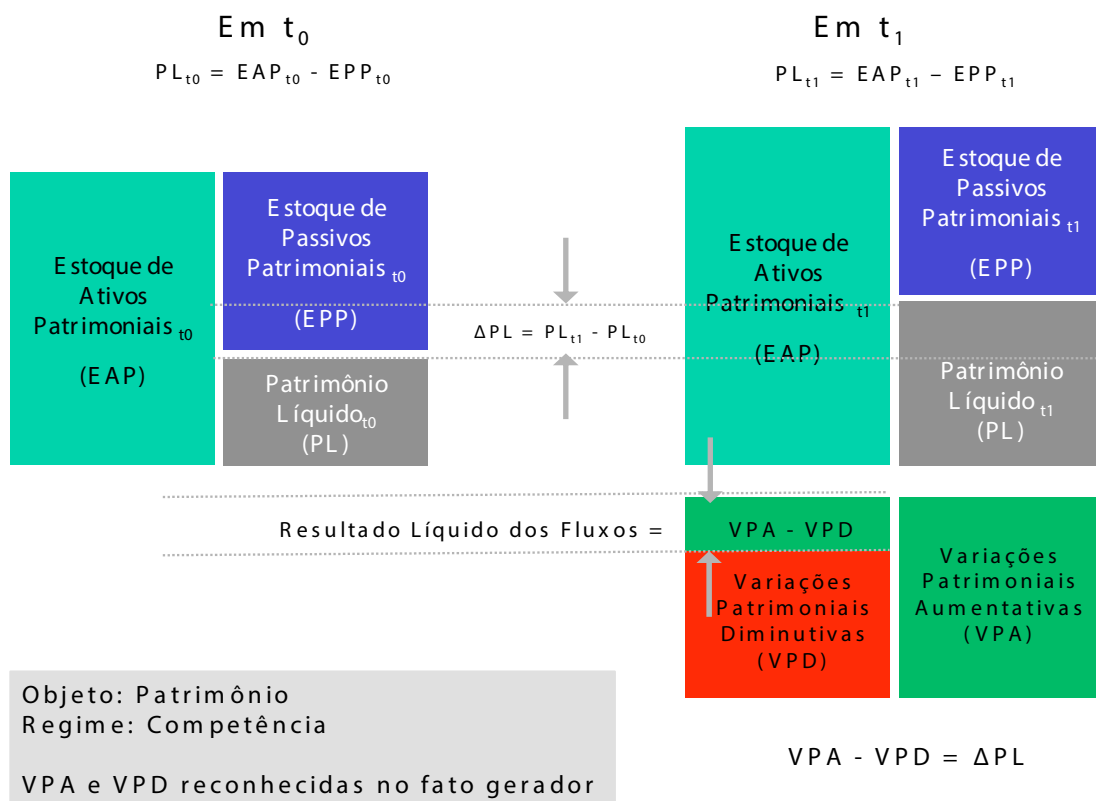 Em t0
PLt0 = EAPt0 - EPPt0
Em t1
PLt1 = EAPt1 – EPPt1
Estoque de
Ativos
Patrimoniais t0
(EAP)
Estoque de
Passivos
Patrimoniais t0
(EPP)
Patrimônio
Líquidot0
(PL)
ΔPL = PLt1 - PLt0
Estoque de
Ativos
Patrimoniais t1
(EAP)
Estoque de
Passivos
Patrimoniais t1
(EPP)
Patrimônio
Líquido t1
(PL)
Resultado Líquido dos Fluxos =
VPA - VPD
Variações
Patrimoniais
Diminutivas
(VPD)
Variações
Patrimoniais
Aumentativas
(VPA)
Objeto: Patrimônio
Regime: Competência
VPA e VPD reconhecidas no fato gerador
VPA - VPD = ΔPL